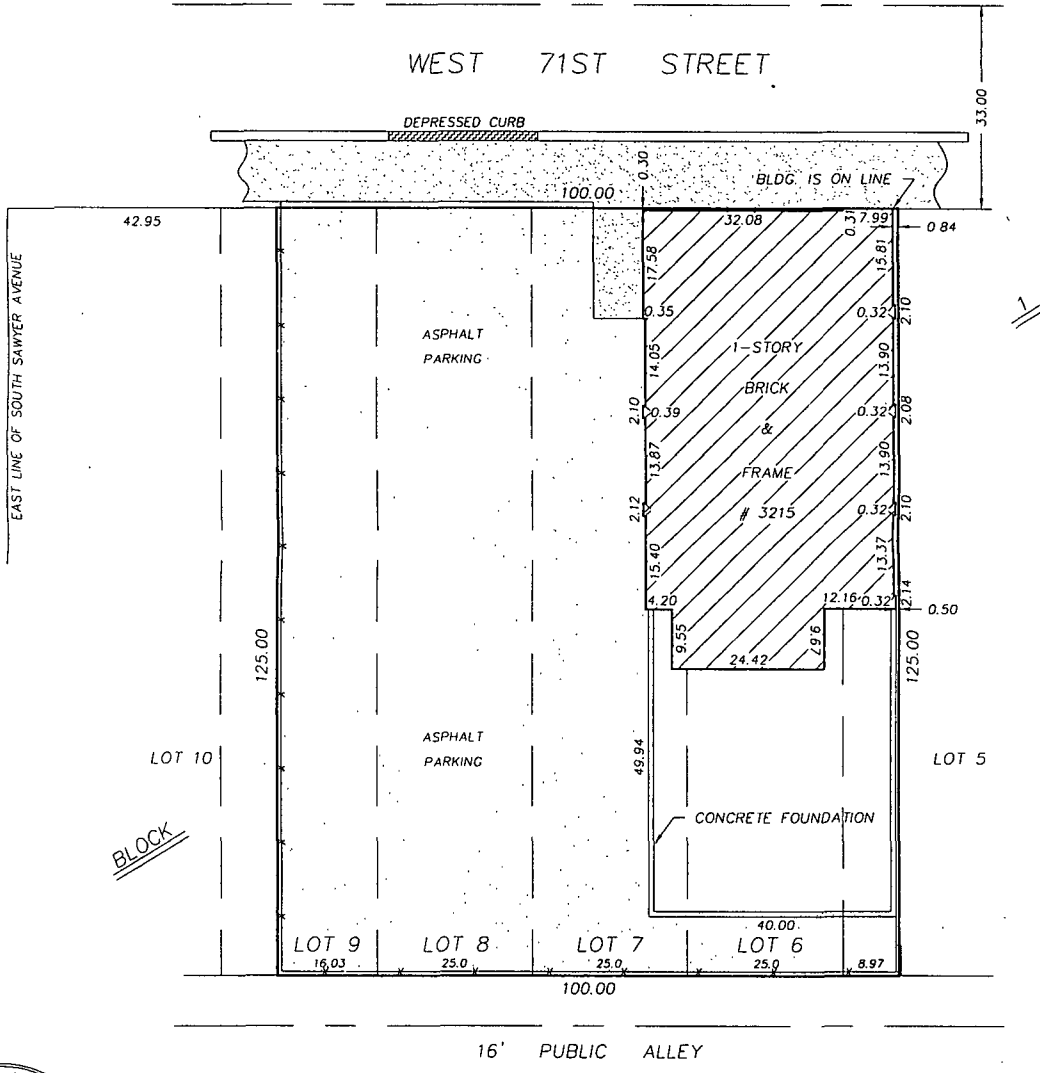 WEST 71ST STREET
33.00
DEPRESSED CURB
0.30
BLDG. IS ON LINE
100.00
42.95
32.08
0.31
7.99
0.84
EAST LINE OF SOUTH SAWYER AVENUE
17.58
15.81
0.35
0.32
2.10
1
ASPHALT
PARKING
14.05
1-STORY
13.90
BRICK
2.10
0.39
0.32
2.08
&
13.87
FRAME
13.90
2.12
# 3215
0.32
2.10
15.40
13.37
4.20
12.16
0.32
2.14
0.50
9.55
24.42
9.67
125.00
125.00
ASPHALT
PARKING
49.94
LOT 10
LOT 5
CONCRETE FOUNDATION
BLOCK
40.00
LOT 9
LOT 8
LOT 7
LOT 6
16.03
25.0
25.0
25.0
8.97
100.00
16' PUBLIC ALLEY